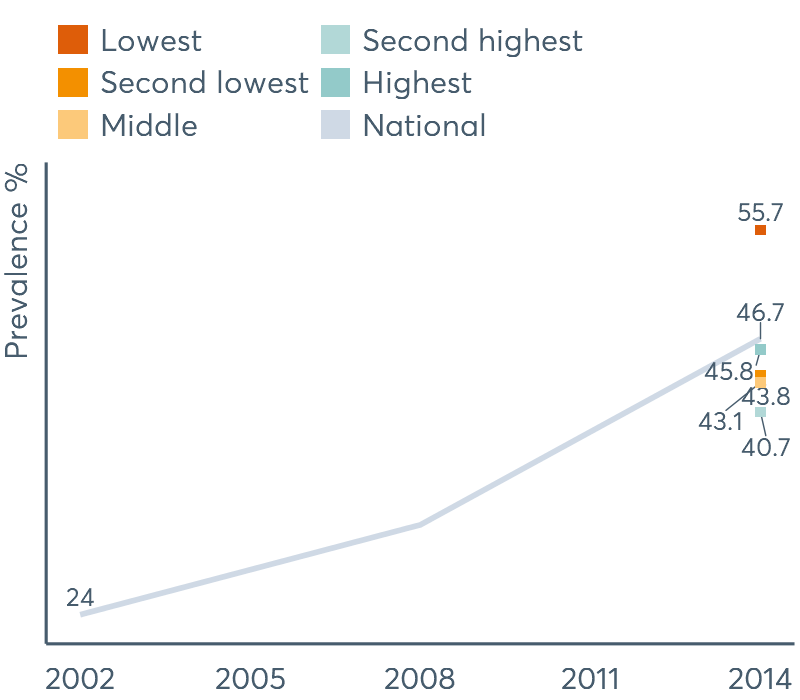 Lowest
Second lowest
Middle
Second highest
Highest
National
Prevalence %
55.7
46.7
45.8
43.8
43.1
40.7
24
2002 2005 2008 2011 2014